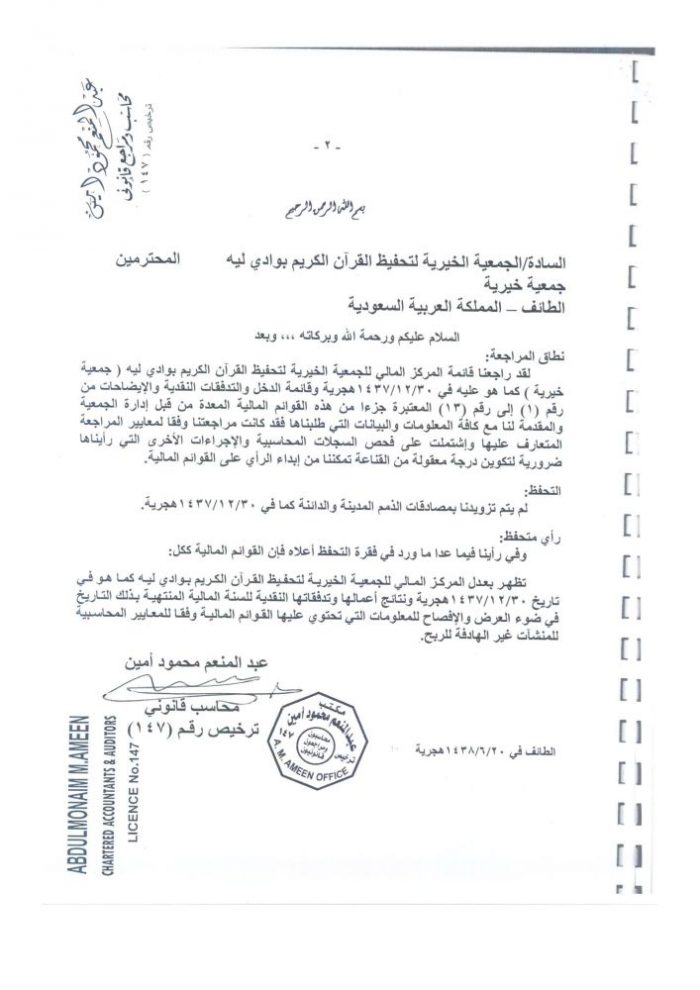 عبدالمنعم محمود أمين
محاسب ومراجع قانوني
ترخيص رقم (١٤٧)
- ٢ -
بسم الله الرحمن الرحيم
السادة/الجمعية الخيرية لتحفيظ القرآن الكريم بوادي ليه المحترمين
جمعية خيرية
الطائف – المملكة العربية السعودية
السلام عليكم ورحمة الله وبركاته ,,, وبعد
نطاق المراجعة:
لقد راجعنا قائمة المركز المالي للجمعية الخيرية لتحفيظ القرآن الكريم بوادي ليه ( جمعية
خيرية ) كما هو عليه في ١٤٣٧/١٢/٣٠هجرية وقائمة الدخل والتدفقات النقدية والإيضاحات من
رقم (١) إلى رقم (١٣) المعتبرة جزءا من هذه القوائم المالية المعدة من قبل إدارة الجمعية
والمقدمة لنا مع كافة المعلومات والبيانات التي طلبناها فقد كانت مراجعتنا وفقا لمعايير المراجعة
المتعارف عليها وإشتملت على فحص السجلات المحاسبية والإجراءات الأخرى التي رأيناها
ضرورية لتكوين درجة معقولة من القناعة تمكننا من إبداء الرأي على القوائم المالية.
التحفظ:
لم يتم تزويدنا بمصادقات الذمم المدينة والدائنة كما في ١٤٣٧/١٢/٣٠هجرية.
رأي متحفظ:
وفي رأينا فيما عدا ما ورد في فقرة التحفظ أعلاه فإن القوائم المالية ككل:
تظهر بعدل المركز المالي للجمعية الخيرية لتحفيظ القرآن الكريم بوادي ليه كما هو في
تاريخ ١٤٣٧/١٢/٣٠هجرية ونتائج أعمالها وتدفقاتها النقدية للسنة المالية المنتهية بذلك التاريخ
في ضوء العرض والإفصاح للمعلومات التي تحتوي عليها القوائم المالية وفقا للمعايير المحاسبية
للمنشآت غير الهادفة للربح.
عبد المنعم محمود أمين
محاسب قانوني
ترخيص رقم (١٤٧)
مكتب
عبدالمنعم محمود أمين
محاسبون
ومراجعون
قانونيون
ترخيص ١٤٧
A. M. AMEEN OFFICE
الطائف في ١٤٣٨/٦/٢٠هجرية
ABDULMONAIM M.AMEEN
CHARTERED ACCOUNTANTS & AUDITORS
LICENCE No.147